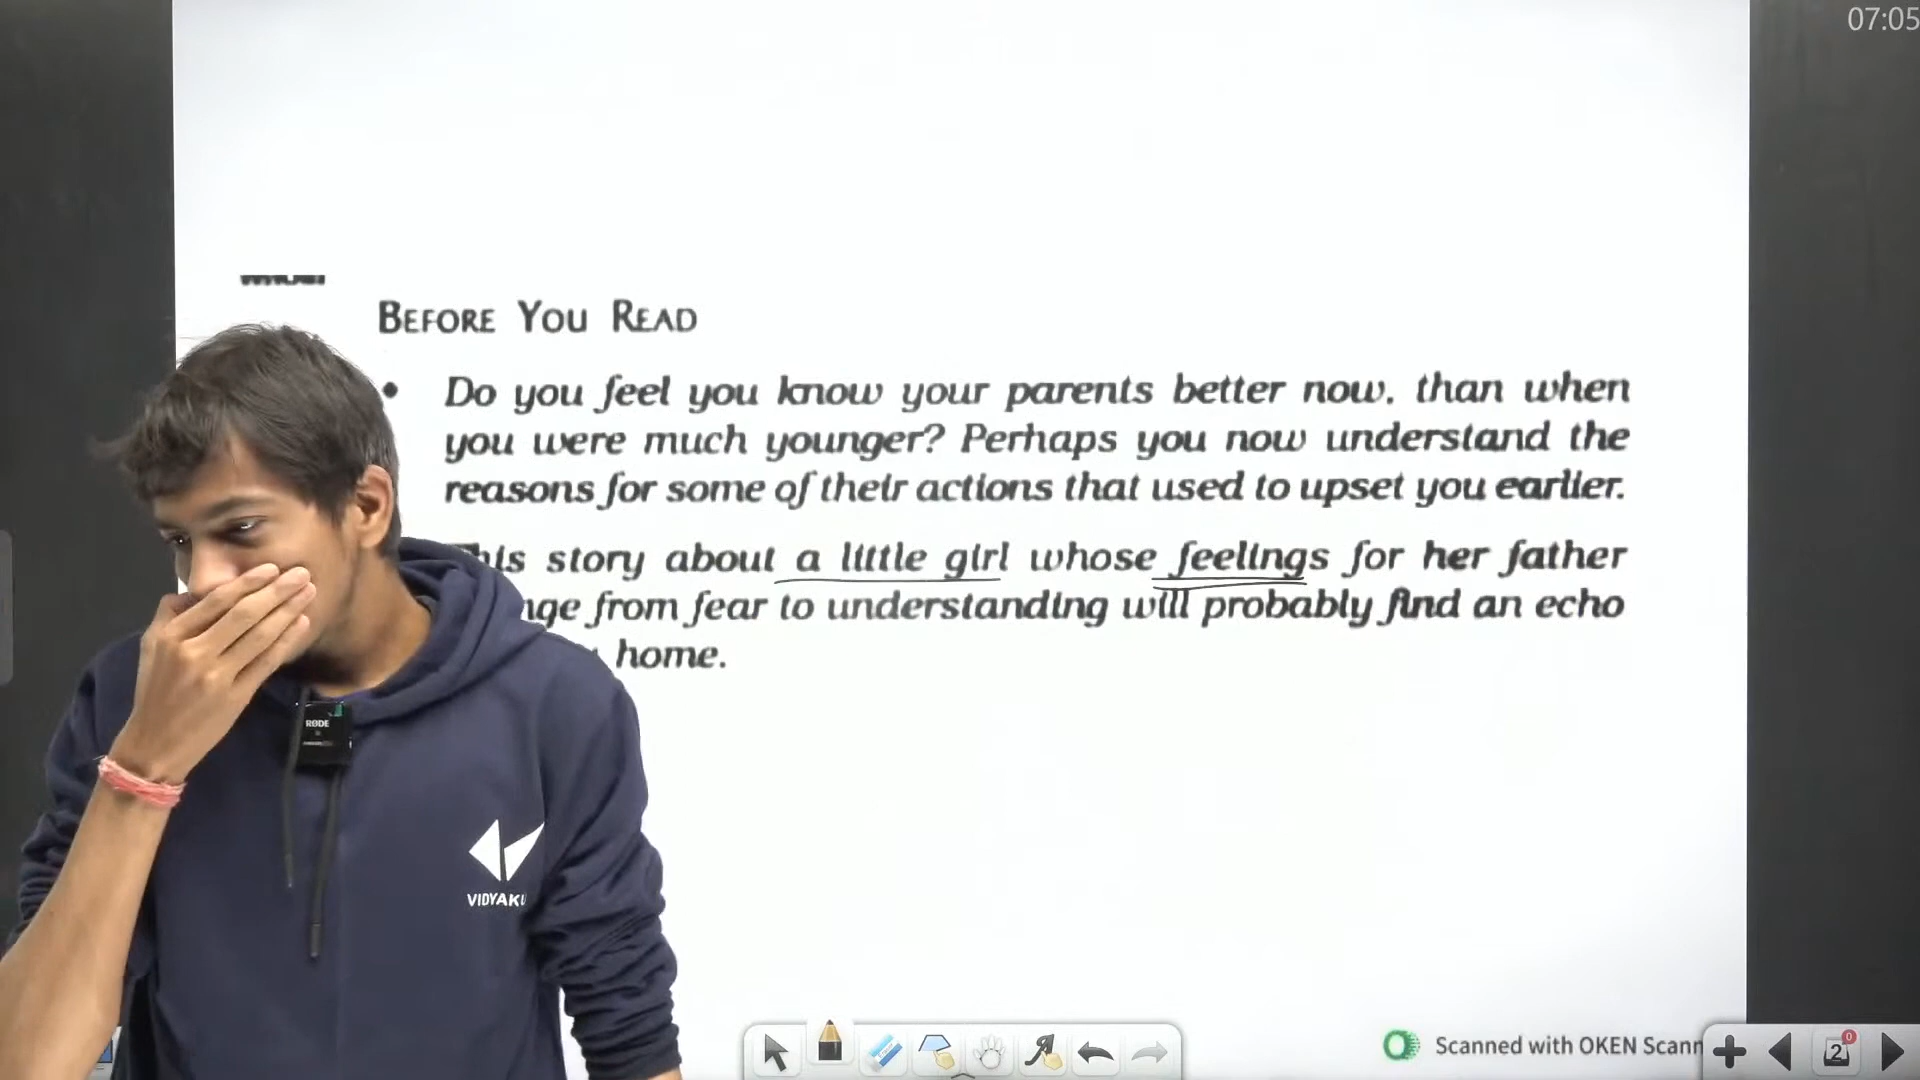 07:05
BEFORE YOU READ
• Do you feel you know your parents better now, than when
you were much younger? Perhaps you now understand the
reasons for some of their actions that used to upset you earlier.
story about a little girl whose feelings for her father
from fear to understanding will probably find an echo
home.
RØDE
VIDYAKU
Scanned with OKEN Scann
2
0